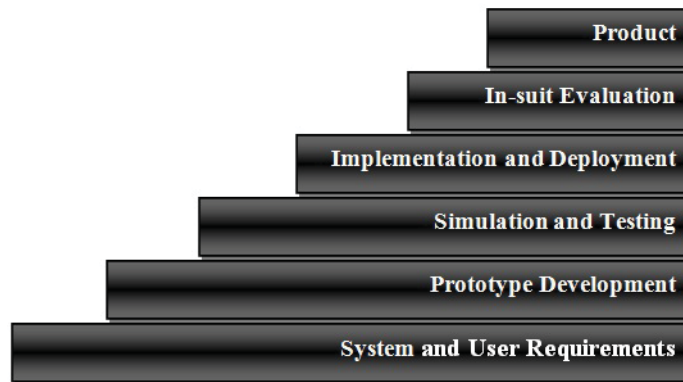 Product
In-suit Evaluation
Implementation and Deployment
Simulation and Testing
Prototype Development
System and User Requirements